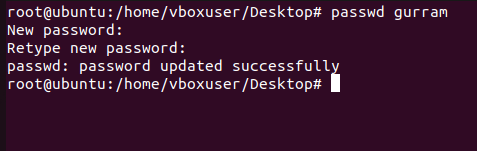 root@ubuntu:/home/vboxuser/Desktop# passwd gurram
New password:
Retype new password:
passwd: password updated successfully
root@ubuntu:/home/vboxuser/Desktop#